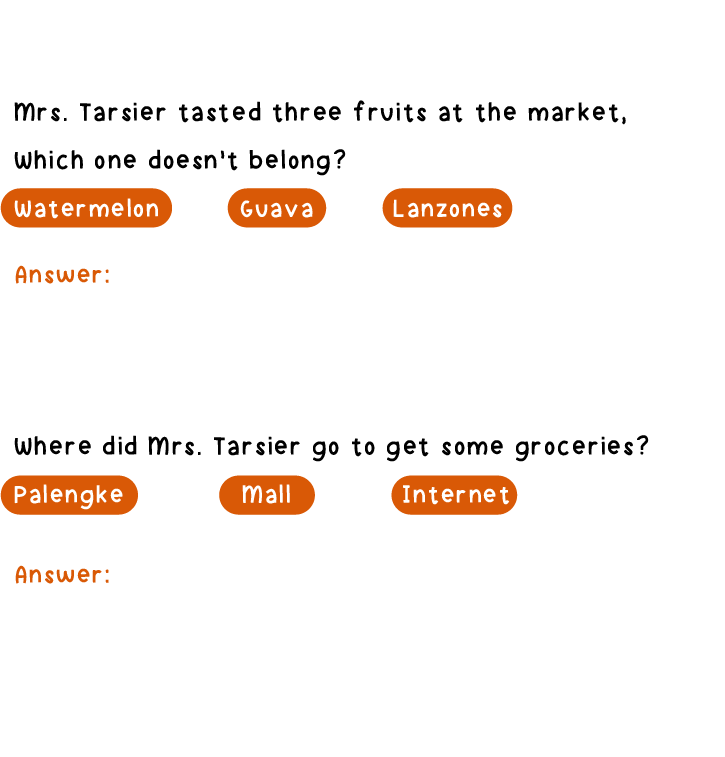 Mrs. Tarsier tasted three fruits at the market,
Which one doesn't belong?
Watermelon Guava Lanzones
Answer:
Where did Mrs. Tarsier go to get some groceries?
Palengke Mall Internet
Answer: